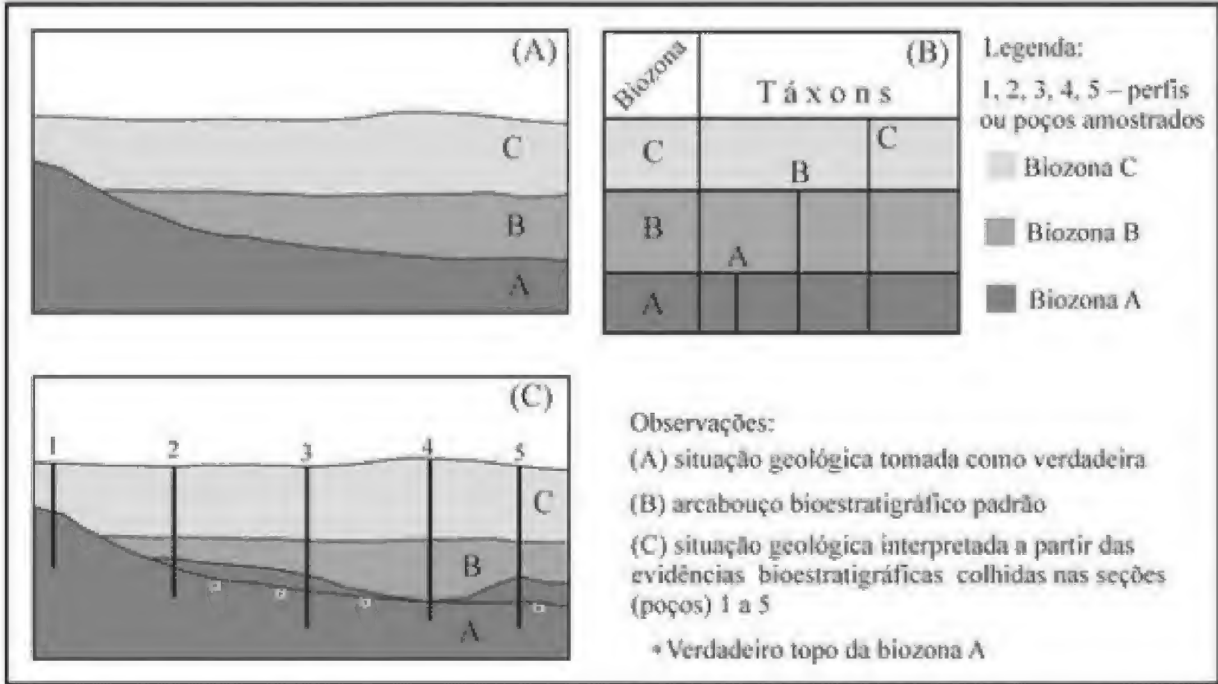 (A)
C
B
A
Biozona
(B)
Táxons
C
C
B
B
A
A
Legenda:
1, 2, 3, 4, 5 – perfis
ou poços amostrados
Biozona C
Biozona B
Biozona A
(C)
1 2 3 4 5
C
B
A
Observações:
(A) situação geológica tomada como verdadeira
(B) arcabouço bioestratigráfico padrão
(C) situação geológica interpretada a partir das
evidências bioestratigráficas colhidas nas seções
(poços) 1 a 5
* Verdadeiro topo da biozona A